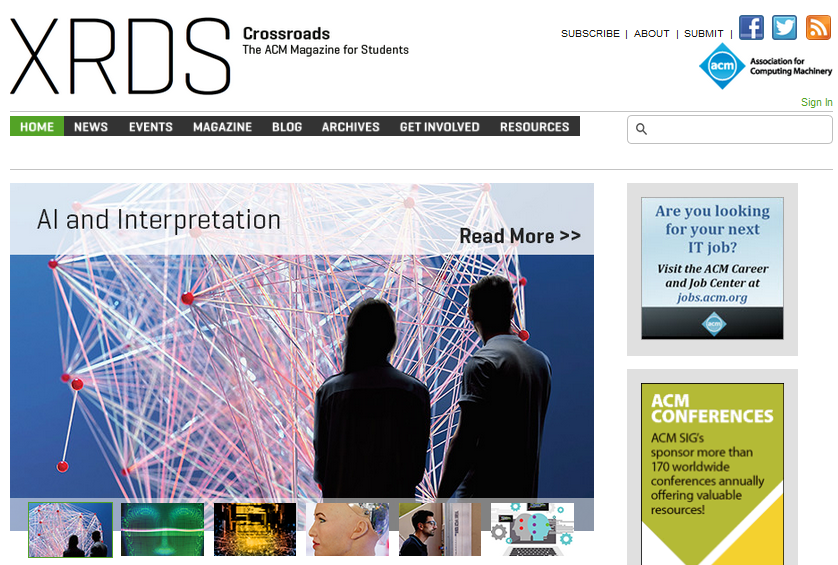 XRDS
Crossroads
The ACM Magazine for Students
SUBSCRIBE | ABOUT | SUBMIT |
acm
Association for
Computing Machinery
Sign In
HOME NEWS EVENTS MAGAZINE BLOG ARCHIVES GET INVOLVED RESOURCES
AI and Interpretation
Read More >>
Are you looking
for your next
IT job?
Visit the ACM Career
and Job Center at
jobs.acm.org
acm
ACM
CONFERENCES
ACM SIG's
sponsor more than
170 worldwide
conferences annually
offering valuable
resources!